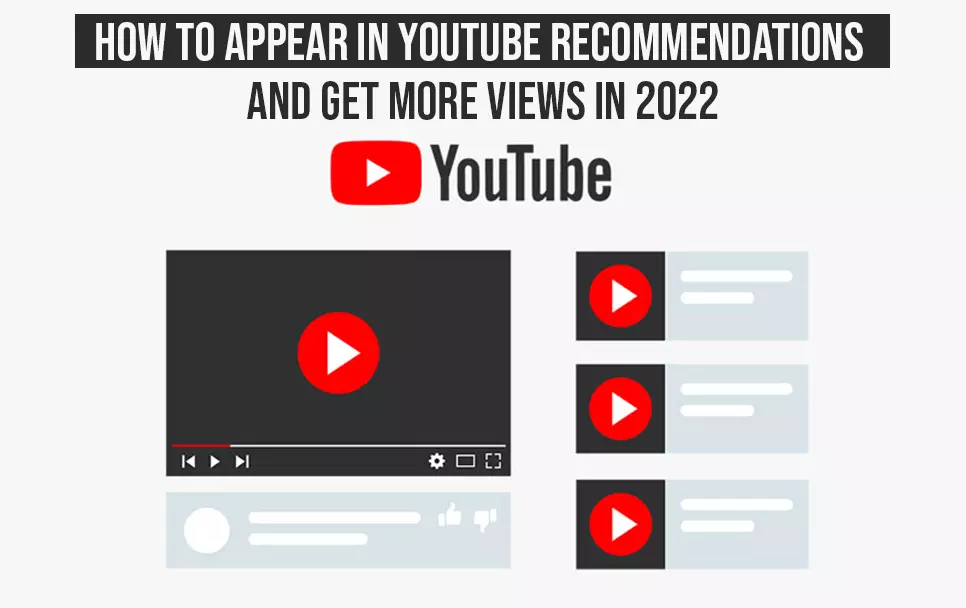 HOW TO APPEAR IN YOUTUBE RECOMMENDATIONS
AND GET MORE VIEWS IN 2022
YouTube